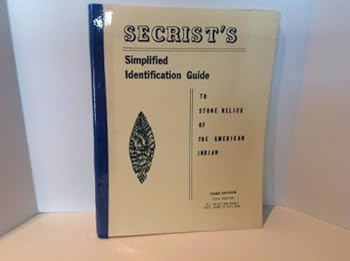 SECRIST'S
Simplified
Identification Guide
TO
STONE RELICS
OF
THE AMERICAN
INDIAN
THIRD EDITION